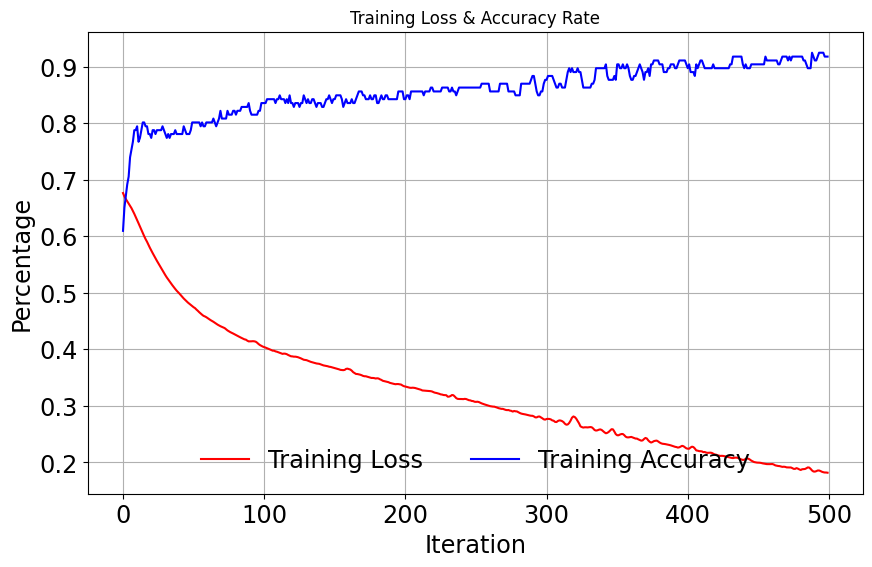 Training Loss & Accuracy Rate
0.9
0.8
0.7
0.6
0.5
0.4
0.3
0.2
Percentage
Training Loss
Training Accuracy
0 100 200 300 400 500
Iteration